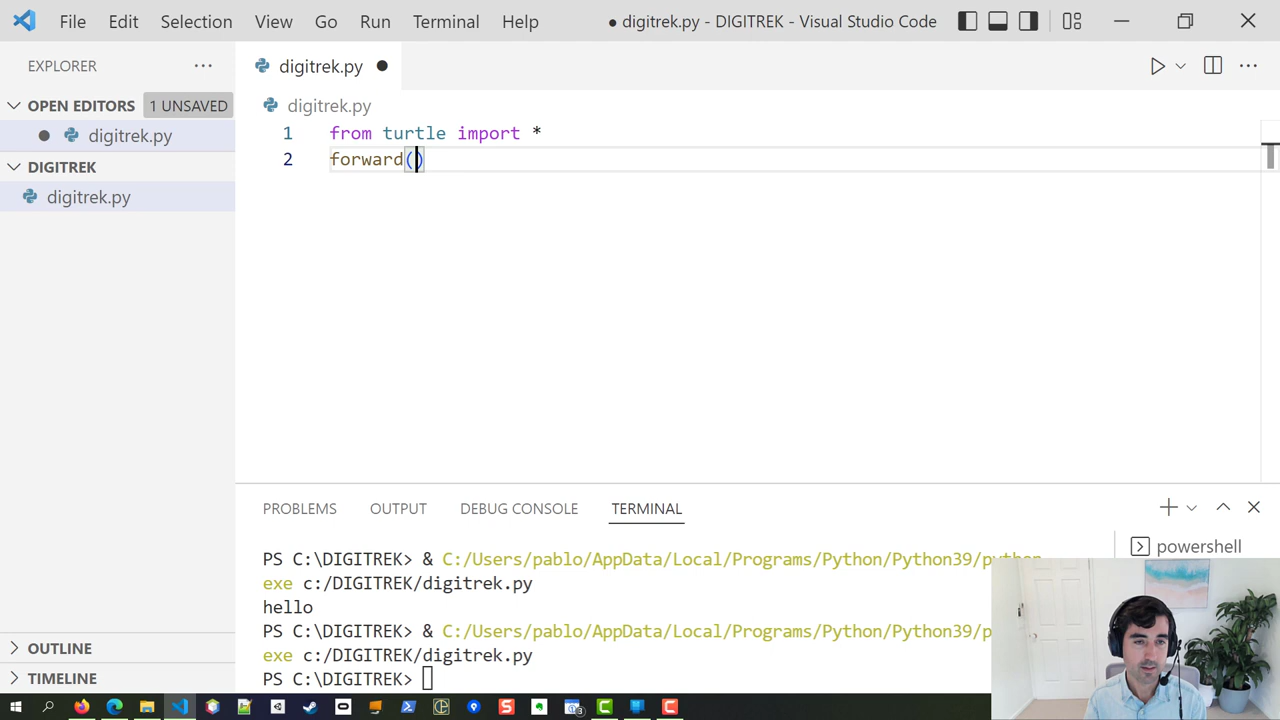 File Edit Selection View Go Run Terminal Help ● digitrek.py - DIGITREK - Visual Studio Code
EXPLORER ···
digitrek.py ●
OPEN EDITORS 1 UNSAVED
● digitrek.py
DIGITREK
digitrek.py
OUTLINE
TIMELINE
digitrek.py
1 from turtle import *
2 forward()
PROBLEMS OUTPUT DEBUG CONSOLE TERMINAL
powershell
PS C:\DIGITREK> & C:/Users/pablo/AppData/Local/Programs/Python/Python39/python.
exe c:/DIGITREK/digitrek.py
hello
PS C:\DIGITREK> & C:/Users/pablo/AppData/Local/Programs/Python/Python39/p
exe c:/DIGITREK/digitrek.py
PS C:\DIGITREK>